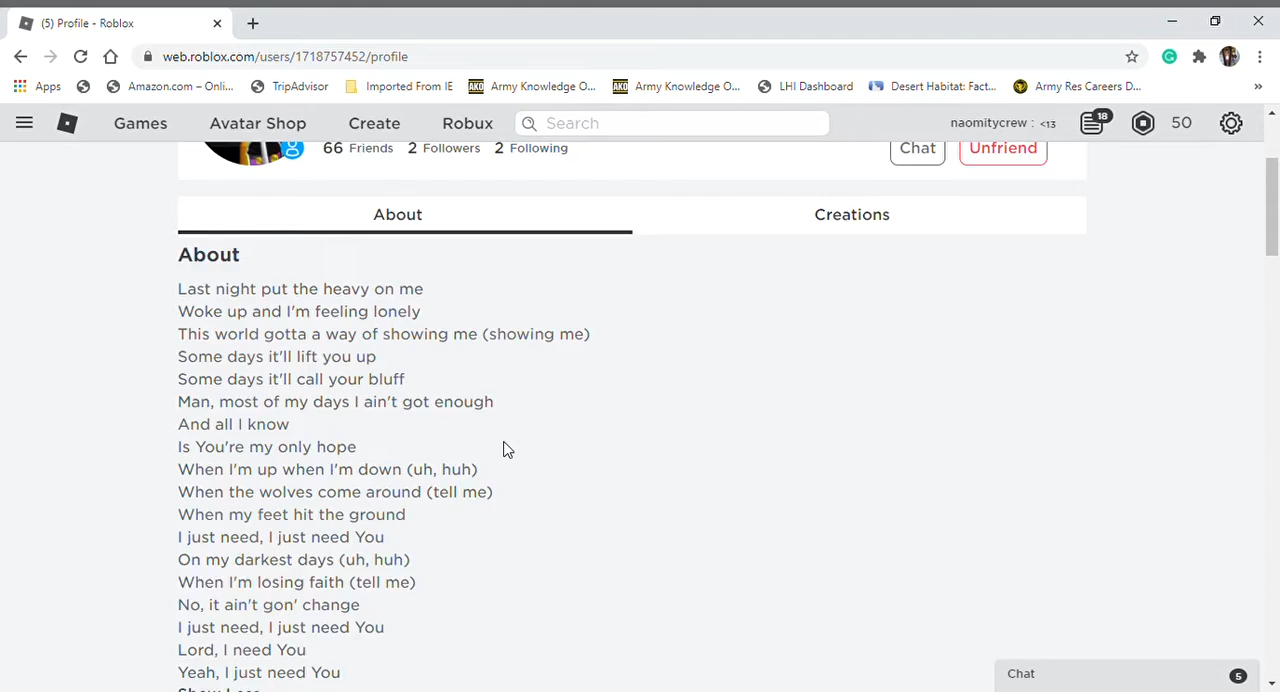 (5) Profile - Roblox
web.roblox.com/users/1718757452/profile
Apps Amazon.com – Onli... TripAdvisor Imported From IE AKO Army Knowledge O... AKO Army Knowledge O... LHI Dashboard Desert Habitat: Fact... Army Res Careers D... »
Games Avatar Shop Create Robux Search naomitycrew : <13 18 50
66 Friends 2 Followers 2 Following Chat Unfriend
About Creations
About
Last night put the heavy on me
Woke up and I'm feeling lonely
This world gotta a way of showing me (showing me)
Some days it'll lift you up
Some days it'll call your bluff
Man, most of my days I ain't got enough
And all I know
Is You're my only hope
When I'm up when I'm down (uh, huh)
When the wolves come around (tell me)
When my feet hit the ground
I just need, I just need You
On my darkest days (uh, huh)
When I'm losing faith (tell me)
No, it ain't gon' change
I just need, I just need You
Lord, I need You
Yeah, I just need You
Show Less
Chat 5